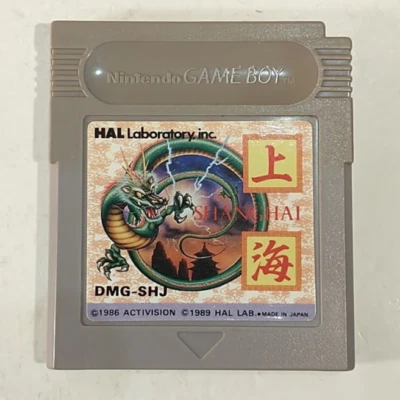 Nintendo GAME BOY
HAL Laboratory, inc.
上
SHANGHAI
海
DMG-SHJ
©1986 ACTIVISION ©1989 HAL LAB. ●MADE IN JAPAN.